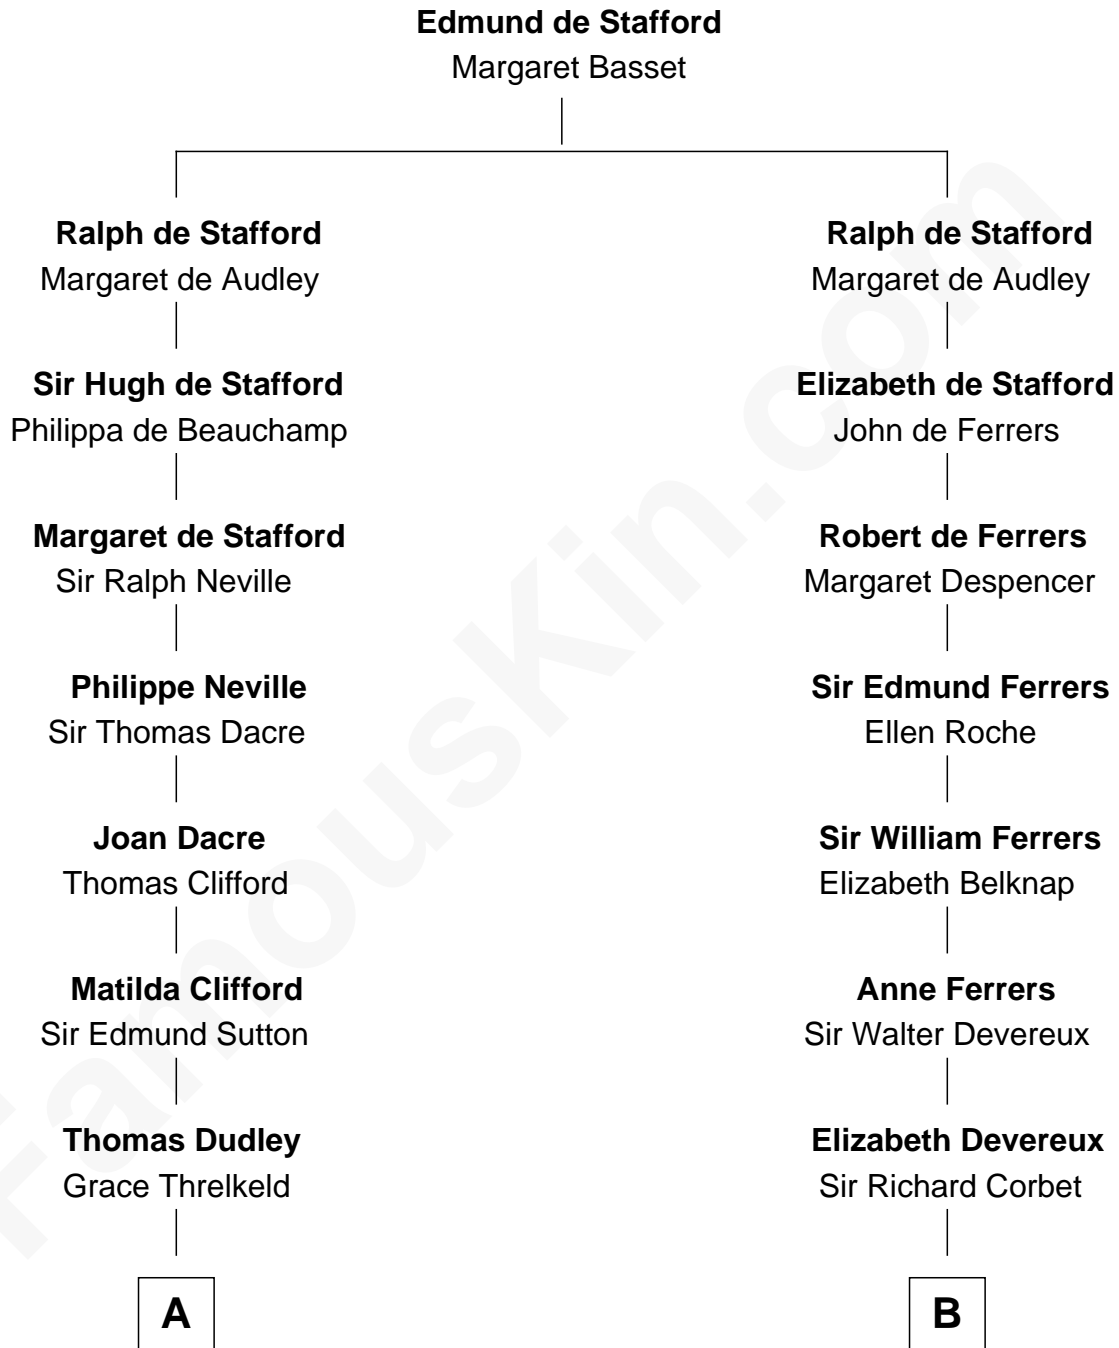 Edmund de Stafford
Margaret Basset
Ralph de Stafford
Margaret de Audley
Sir Hugh de Stafford
Philippa de Beauchamp
Margaret de Stafford
Sir Ralph Neville
Philippe Neville
Sir Thomas Dacre
Joan Dacre
Thomas Clifford
Matilda Clifford
Sir Edmund Sutton
Thomas Dudley
Grace Threlkeld
A
Ralph de Stafford
Margaret de Audley
Elizabeth de Stafford
John de Ferrers
Robert de Ferrers
Margaret Despencer
Sir Edmund Ferrers
Ellen Roche
Sir William Ferrers
Elizabeth Belknap
Anne Ferrers
Sir Walter Devereux
Elizabeth Devereux
Sir Richard Corbet
B
FamousKin.com